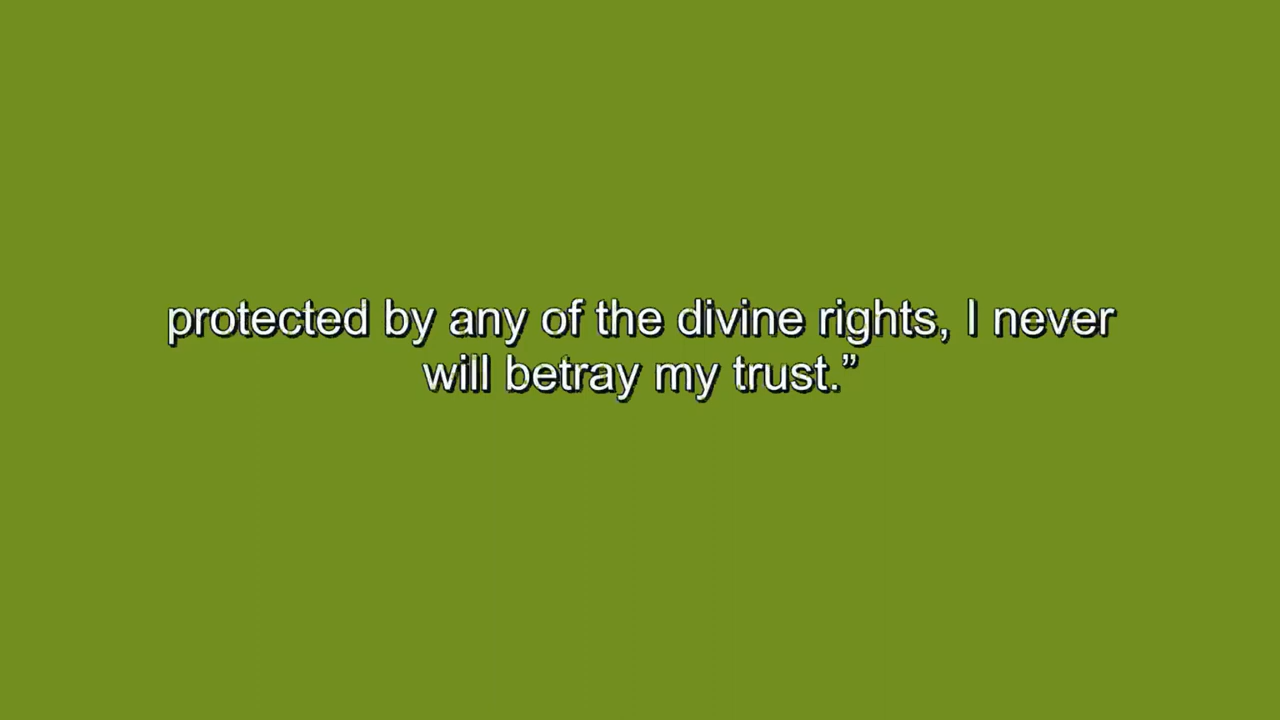 protected by any of the divine rights, I never
will betray my trust.”